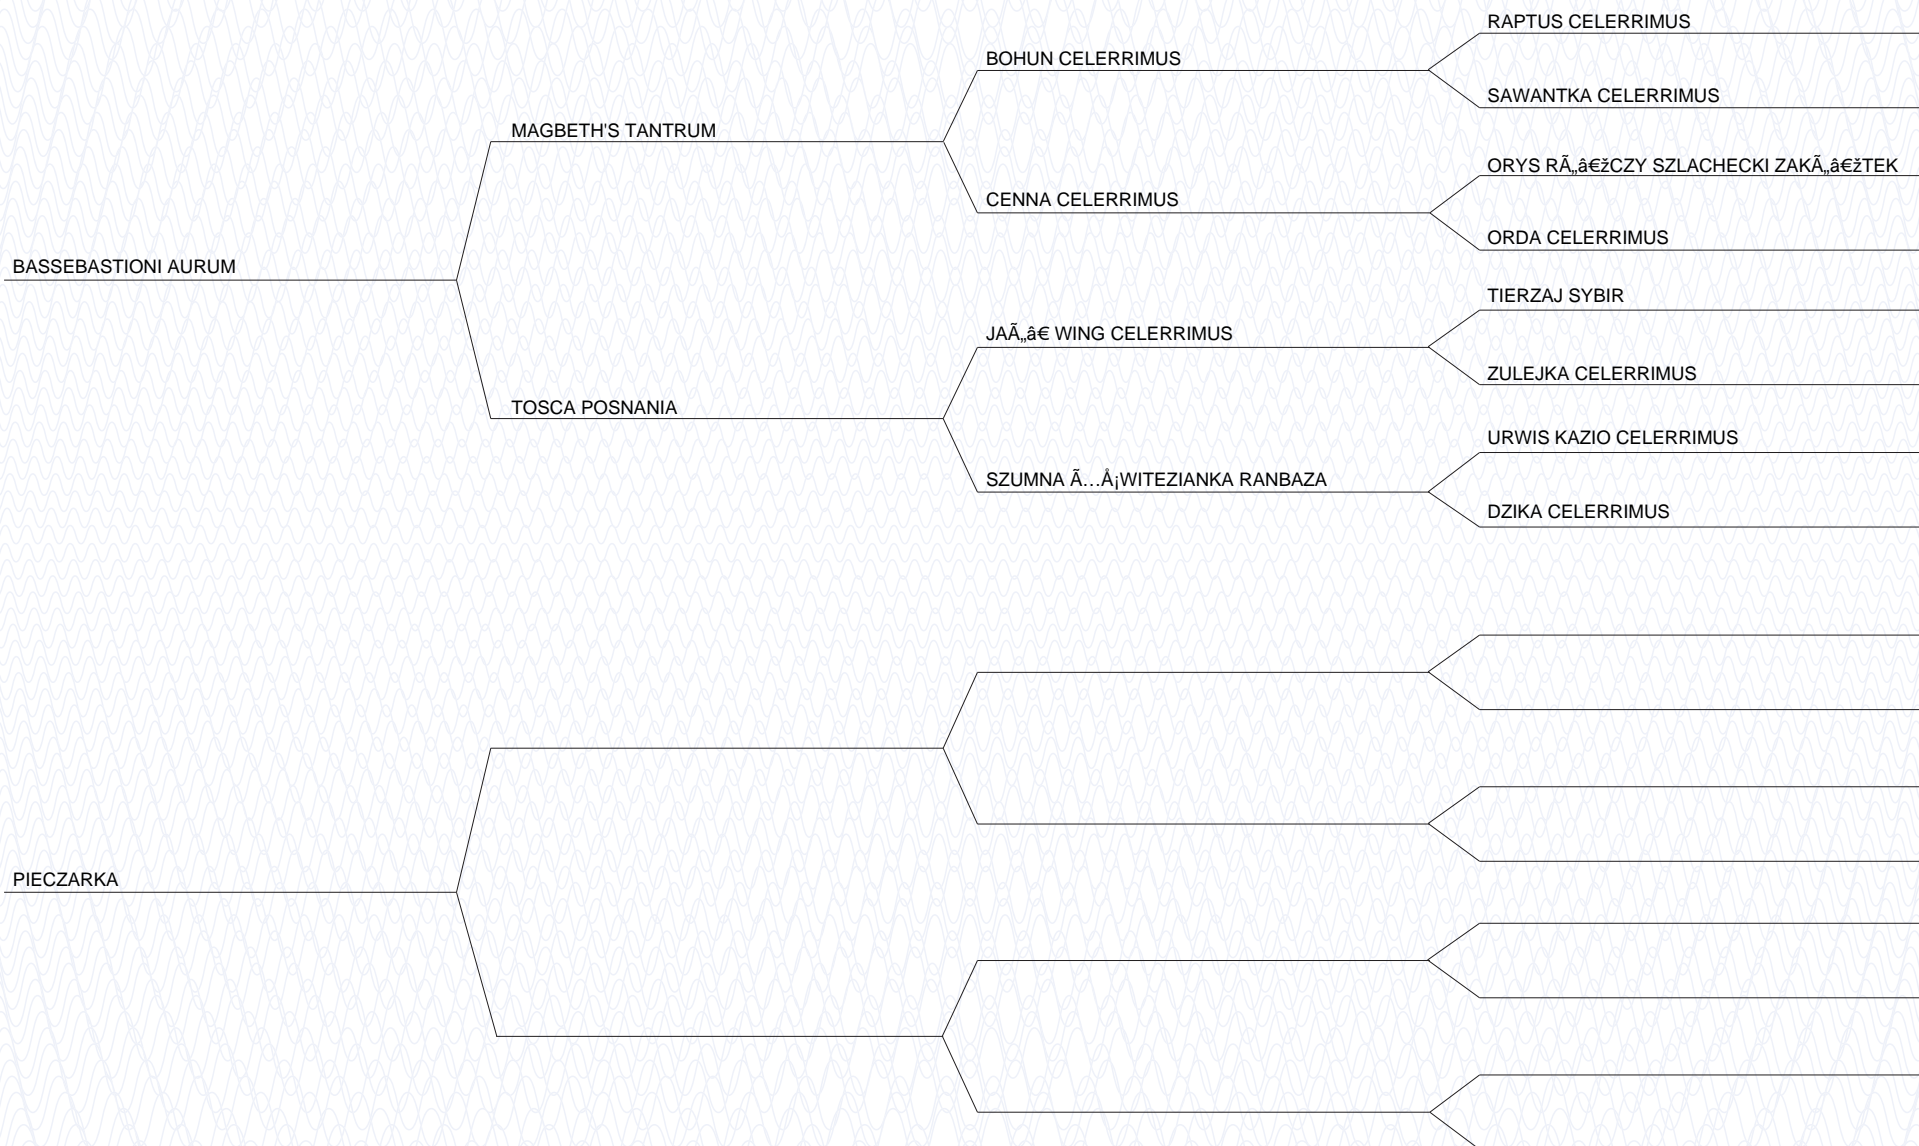 RAPTUS CELERRIMUS
BOHUN CELERRIMUS
SAWANTKA CELERRIMUS
MAGBETH'S TANTRUM
ORYS RÃ„â€žCZY SZLACHECKI ZAKÃ„â€žTEK
CENNA CELERRIMUS
ORDA CELERRIMUS
BASSEBASTIONI AURUM
TIERZAJ SYBIR
JAÃ„â€ WING CELERRIMUS
ZULEJKA CELERRIMUS
TOSCA POSNANIA
URWIS KAZIO CELERRIMUS
SZUMNA Ã…Å¡WITEZIANKA RANBAZA
DZIKA CELERRIMUS
PIECZARKA